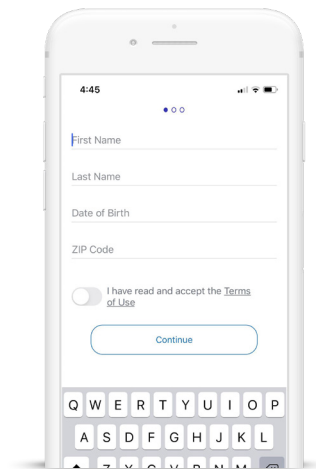 4:45
First Name
Last Name
Date of Birth
ZIP Code
I have read and accept the Terms
of Use
Continue
Q W E R T Y U I O P
A S D F G H J K L
Z X C V B N M